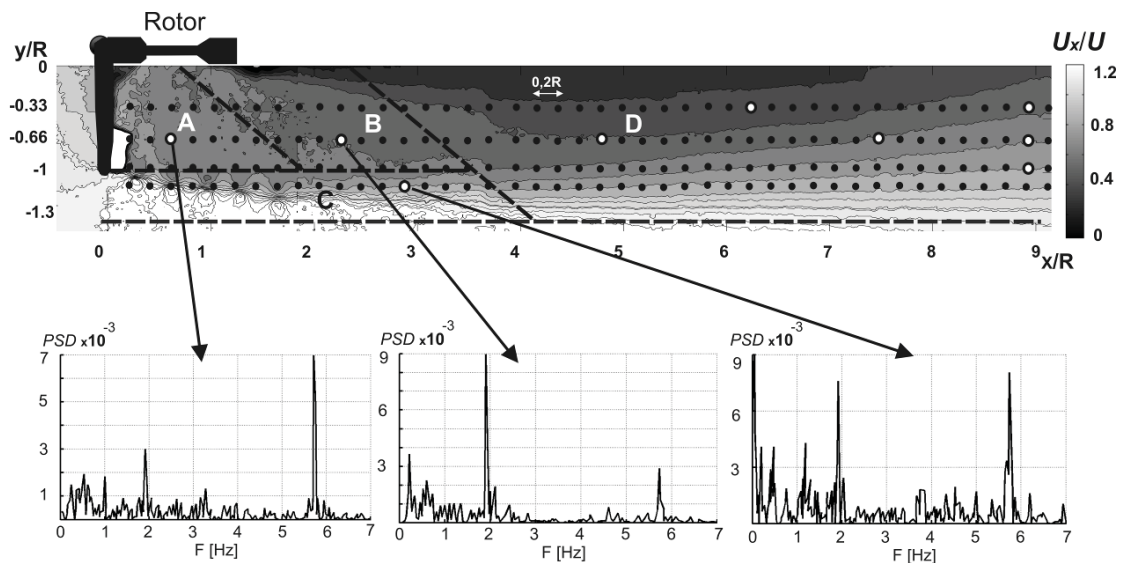 Rotor
y/R
U_x/U
0
-0.33
-0.66
-1
-1.3
A
B
C
D
0,2R
1.2
0.8
0.4
0
0 1 2 3 4 5 6 7 8 9
x/R
PSD x10^-3
7
5
3
1
0 1 2 3 4 5 6 7
F [Hz]
PSD x10^-3
9
6
3
0 1 2 3 4 5 6 7
F [Hz]
PSD x10^-3
9
6
3
0 1 2 3 4 5 6 7
F [Hz]